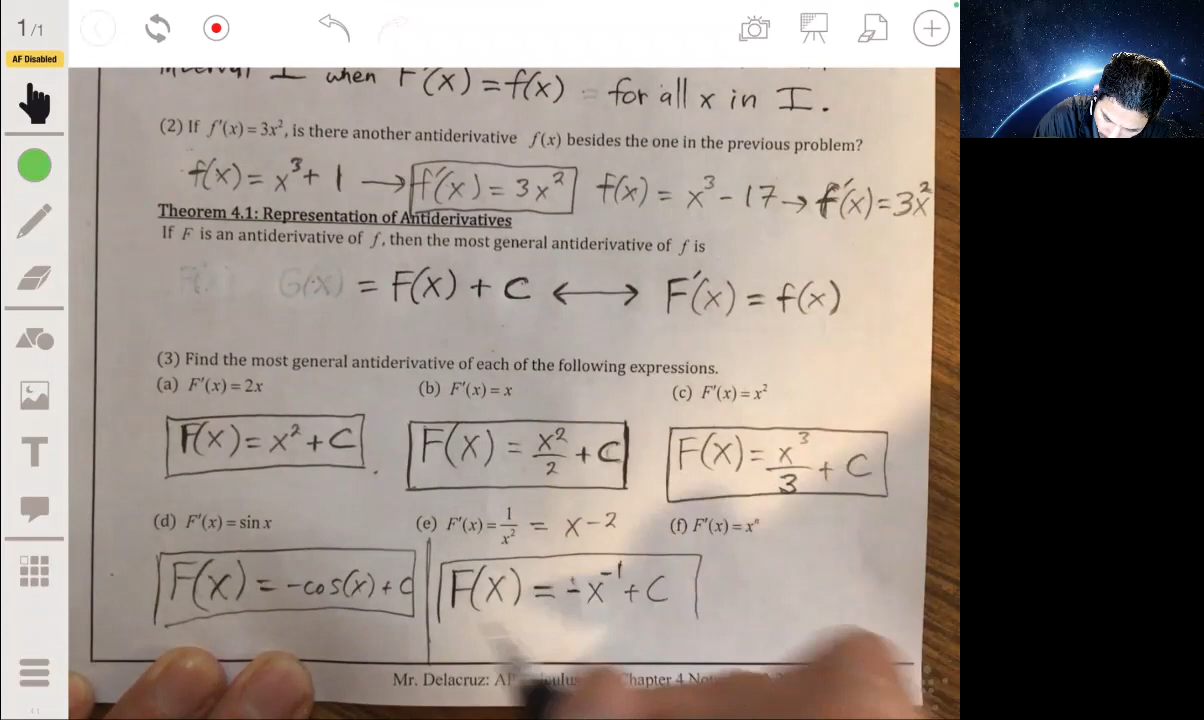 1/1
AF Disabled
Interval I when F'(x) = f(x) = for all x in I.
(2) If f'(x) = 3x², is there another antiderivative f(x) besides the one in the previous problem?
f(x) = x³ + 1 → f'(x) = 3x² f(x) = x³ - 17 → f'(x) = 3x²
Theorem 4.1: Representation of Antiderivatives
If F is an antiderivative of f, then the most general antiderivative of f is
G(x) = F(x) + C ↔ F'(x) = f(x)
(3) Find the most general antiderivative of each of the following expressions.
(a) F'(x) = 2x (b) F'(x) = x (c) F'(x) = x²
F(x) = x² + C F(x) = x²/2 + C F(x) = x³/3 + C
(d) F'(x) = sin x (e) F'(x) = 1/x² = x⁻² (f) F'(x) = xⁿ
F(x) = -cos(x) + C F(x) = -x⁻¹ + C
Mr. Delacruz: Chapter 4
T